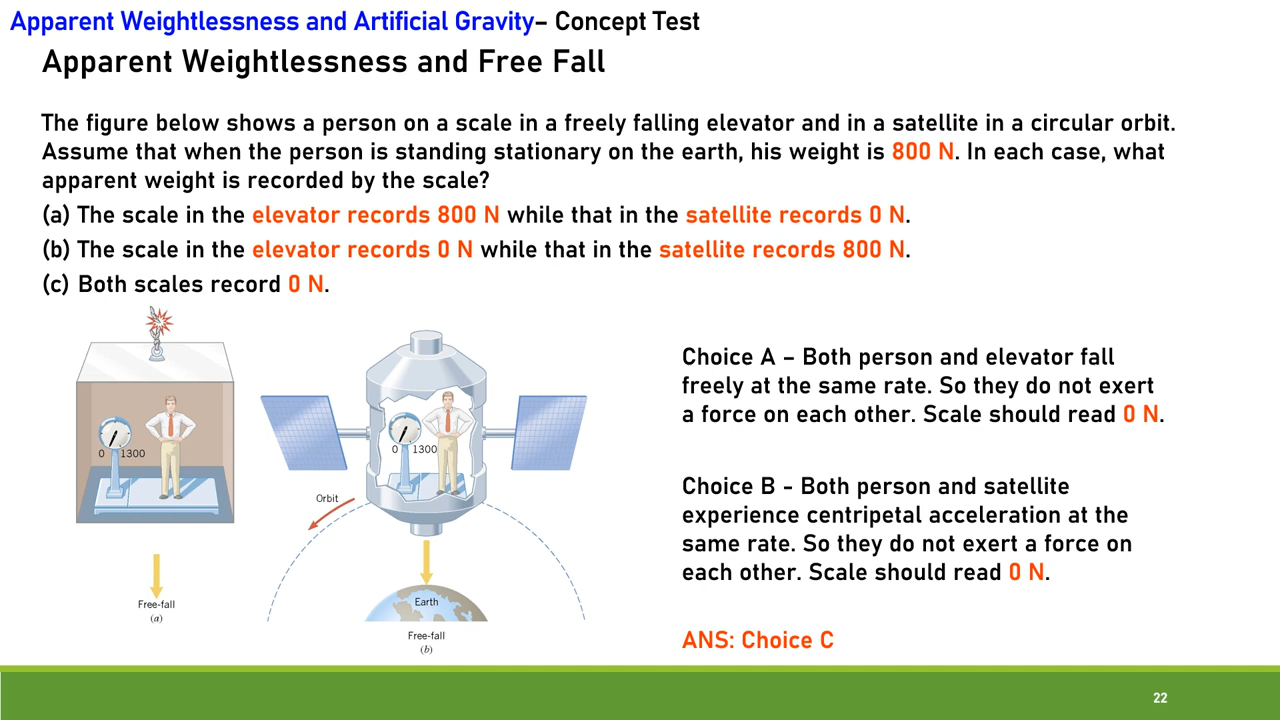 Apparent Weightlessness and Artificial Gravity– Concept Test
Apparent Weightlessness and Free Fall
The figure below shows a person on a scale in a freely falling elevator and in a satellite in a circular orbit.
Assume that when the person is standing stationary on the earth, his weight is 800 N. In each case, what
apparent weight is recorded by the scale?
(a) The scale in the elevator records 800 N while that in the satellite records 0 N.
(b) The scale in the elevator records 0 N while that in the satellite records 800 N.
(c) Both scales record 0 N.
0 1300
Free-fall
(a)
0 1300
Orbit
Earth
Free-fall
(b)
Choice A – Both person and elevator fall
freely at the same rate. So they do not exert
a force on each other. Scale should read 0 N.
Choice B - Both person and satellite
experience centripetal acceleration at the
same rate. So they do not exert a force on
each other. Scale should read 0 N.
ANS: Choice C
22